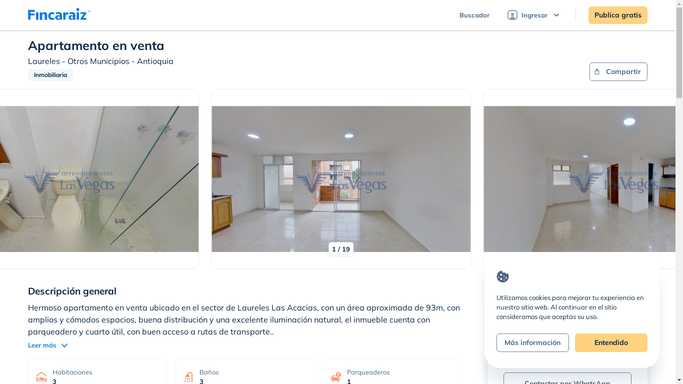 Fincaraiz
Buscador
Ingresar
Publica gratis
Apartamento en venta
Laureles - Otros Municipios - Antioquia
Inmobiliaria
Compartir
Las Vegas
Las Vegas
Las Vegas
1 / 19
Descripción general
Hermoso apartamento en venta ubicado en el sector de Laureles Las Acacias, con un área aproximada de 93m, con
amplios y cómodos espacios, buena distribución y una excelente iluminación natural, el inmueble cuenta con
parqueadero y cuarto útil, con buen acceso a rutas de transporte..
Leer más
Habitaciones
3
Baños
3
Parqueaderos
1
Utilizamos cookies para mejorar tu experiencia en
nuestro sitio web. Al continuar en el sitio
consideramos que aceptas su uso.
Más información
Entendido
Contactar por WhatsApp